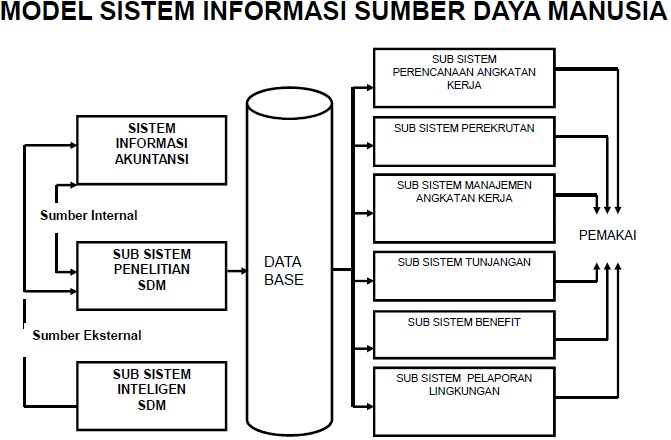 MODEL SISTEM INFORMASI SUMBER DAYA MANUSIA
SISTEM
INFORMASI
AKUNTANSI
Sumber Internal
SUB SISTEM
PENELITIAN
SDM
Sumber Eksternal
SUB SISTEM
INTELIGEN
SDM
DATA
BASE
SUB SISTEM
PERENCANAAN ANGKATAN
KERJA
SUB SISTEM PEREKRUTAN
SUB SISTEM MANAJEMEN
ANGKATAN KERJA
SUB SISTEM TUNJANGAN
SUB SISTEM BENEFIT
SUB SISTEM PELAPORAN
LINGKUNGAN
PEMAKAI